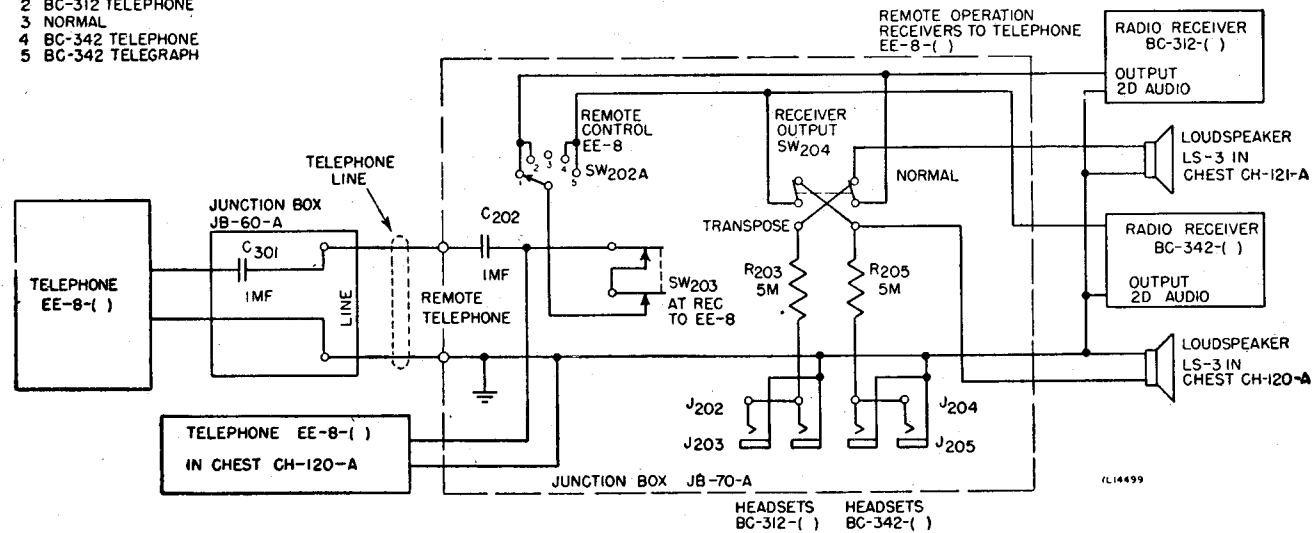 2 BC-312 TELEPHONE
3 NORMAL
4 BC-342 TELEPHONE
5 BC-342 TELEGRAPH
REMOTE OPERATION
RECEIVERS TO TELEPHONE
EE-8-( )
RADIO RECEIVER
BC-312-( )
OUTPUT
2D AUDIO
REMOTE
CONTROL
EE-8
1
2
3
4
5
SW202A
RECEIVER
OUTPUT
SW204
NORMAL
TRANSPOSE
LOUDSPEAKER
LS-3 IN
CHEST CH-121-A
TELEPHONE
LINE
JUNCTION BOX
JB-60-A
C301
1MF
LINE
TELEPHONE
EE-8-( )
REMOTE
TELEPHONE
C202
1MF
SW203
AT REC
TO EE-8
R203
5M
R205
5M
RADIO RECEIVER
BC-342-( )
OUTPUT
2D AUDIO
LOUDSPEAKER
LS-3 IN
CHEST CH-120-A
J202
J203
J204
J205
TELEPHONE EE-8-( )
IN CHEST CH-120-A
JUNCTION BOX JB-70-A
TL14499
HEADSETS
BC-312-( )
HEADSETS
BC-342-( )